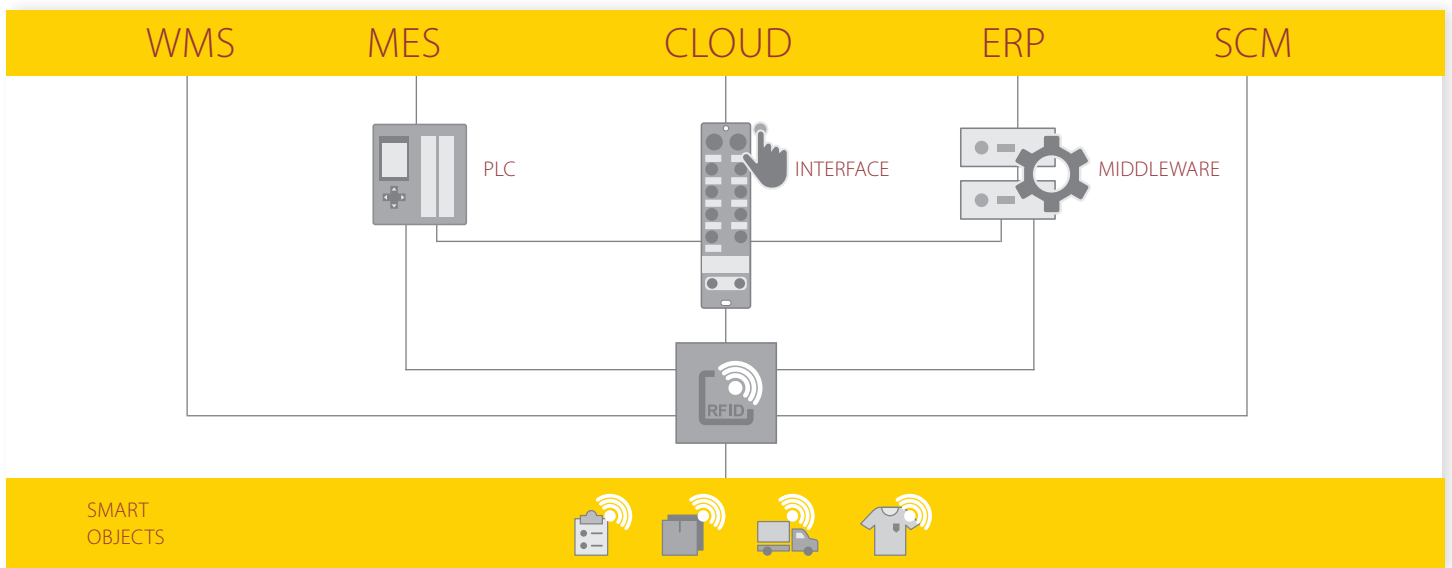 WMS MES CLOUD ERP SCM
PLC INTERFACE MIDDLEWARE
RFID
SMART
OBJECTS